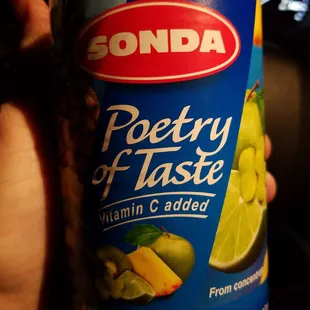 SONDA
Poetry
of Taste
Vitamin C added
From concentrate